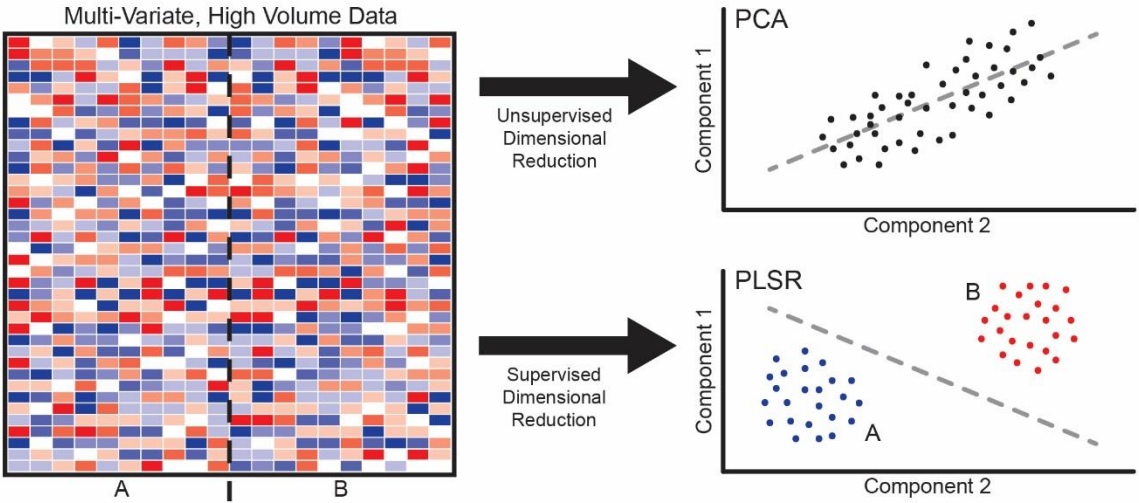 Multi-Variate, High Volume Data
A
B
Unsupervised
Dimensional
Reduction
Supervised
Dimensional
Reduction
PCA
Component 1
Component 2
PLSR
B
A
Component 1
Component 2